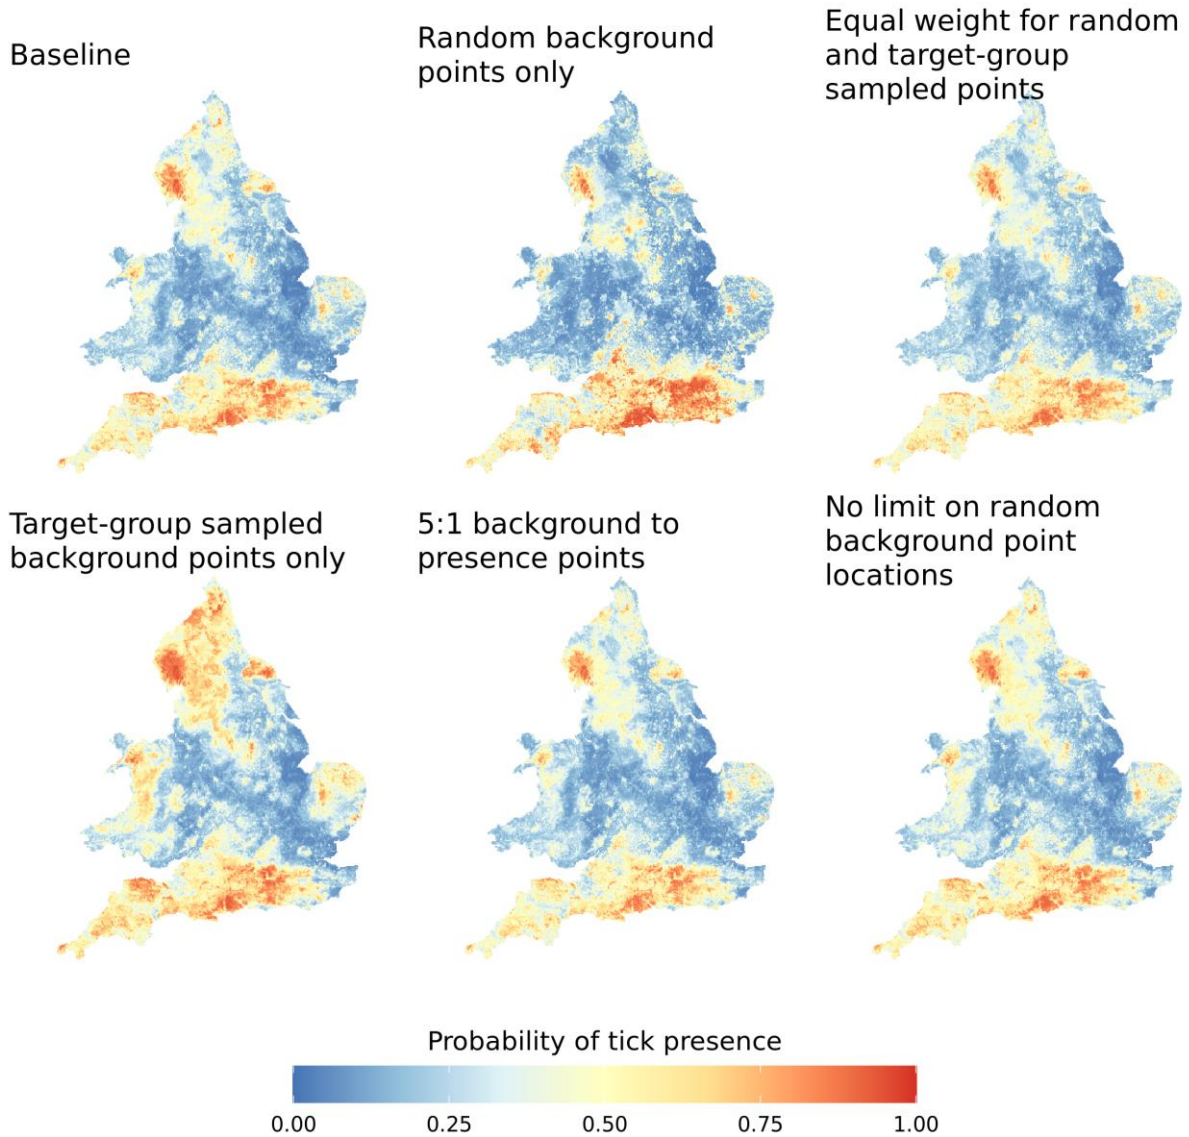 Baseline
Random background
points only
Equal weight for random
and target-group
sampled points
Target-group sampled
background points only
5:1 background to
presence points
No limit on random
background point
locations
Probability of tick presence
0.00 0.25 0.50 0.75 1.00